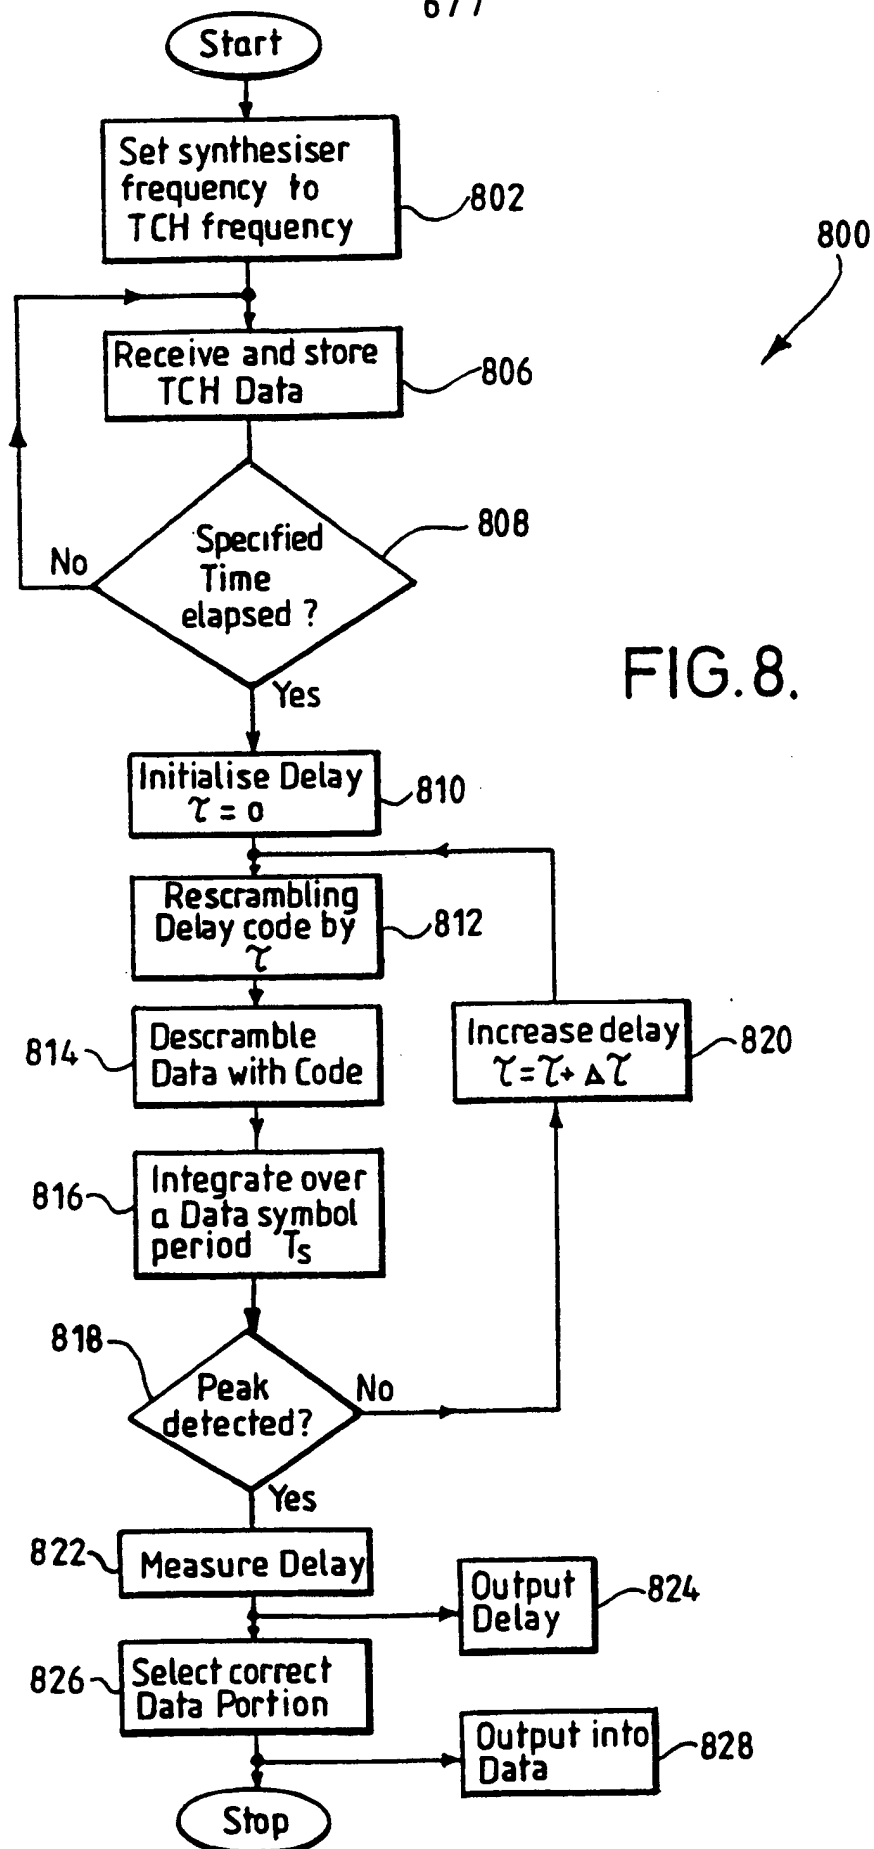 677
Start
Set synthesiser
frequency to
TCH frequency
802
800
Receive and store
TCH Data
806
Specified
Time
elapsed ?
808
No
Yes
FIG.8.
Initialise Delay
τ = o
810
Rescrambling
Delay code by
τ
812
814
Descramble
Data with Code
Increase delay
τ=τ+ Δτ
820
816
Integrate over
a Data symbol
period Ts
818
Peak
detected?
No
Yes
822
Measure Delay
Output
Delay
824
826
Select correct
Data Portion
Output into
Data
828
Stop